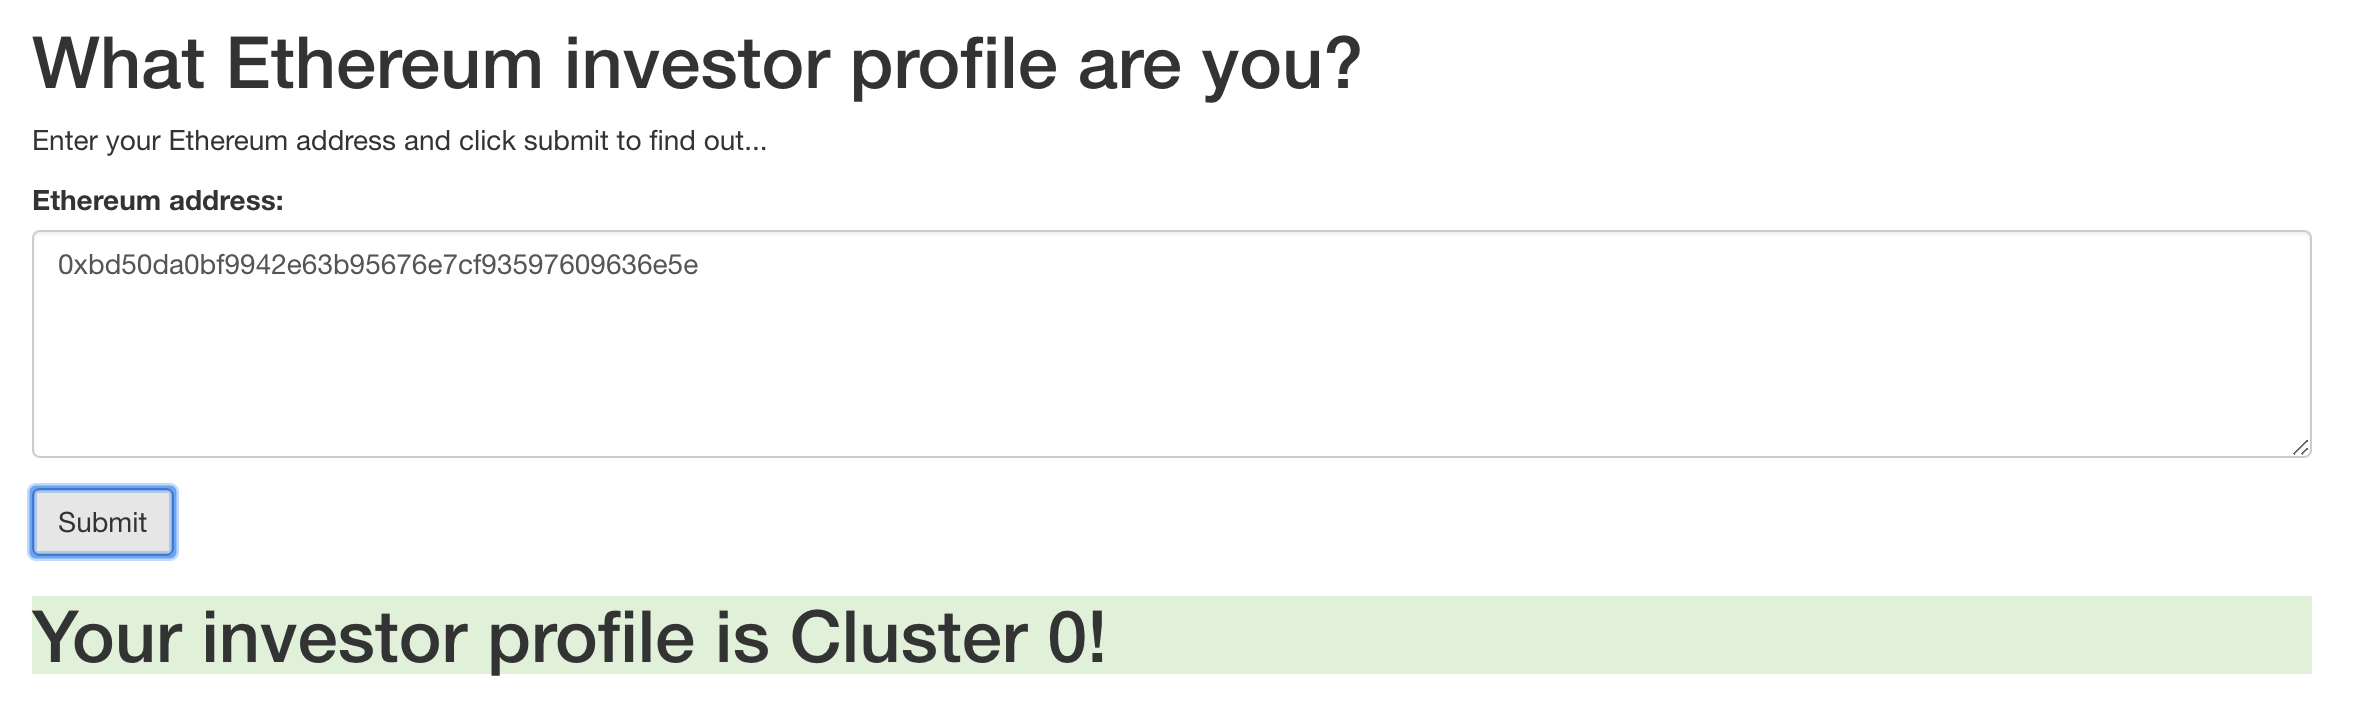 What Ethereum investor profile are you?
Enter your Ethereum address and click submit to find out...
Ethereum address:
0xbd50da0bf9942e63b95676e7cf93597609636e5e
Submit
Your investor profile is Cluster 0!